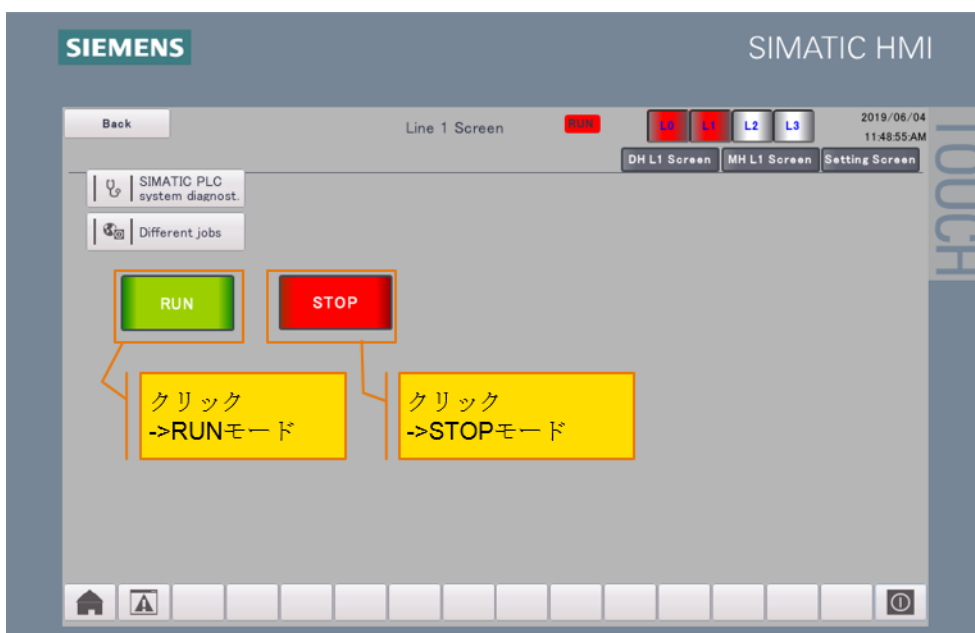 SIEMENS
SIMATIC HMI
TOUCH
Back
Line 1 Screen
RUN
L0
L1
L2
L3
2019/06/04
11:48:55:AM
DH L1 Screen
MH L1 Screen
Setting Screen
SIMATIC PLC
system diagnost.
Different jobs
RUN
STOP
クリック
->RUNモード
クリック
->STOPモード